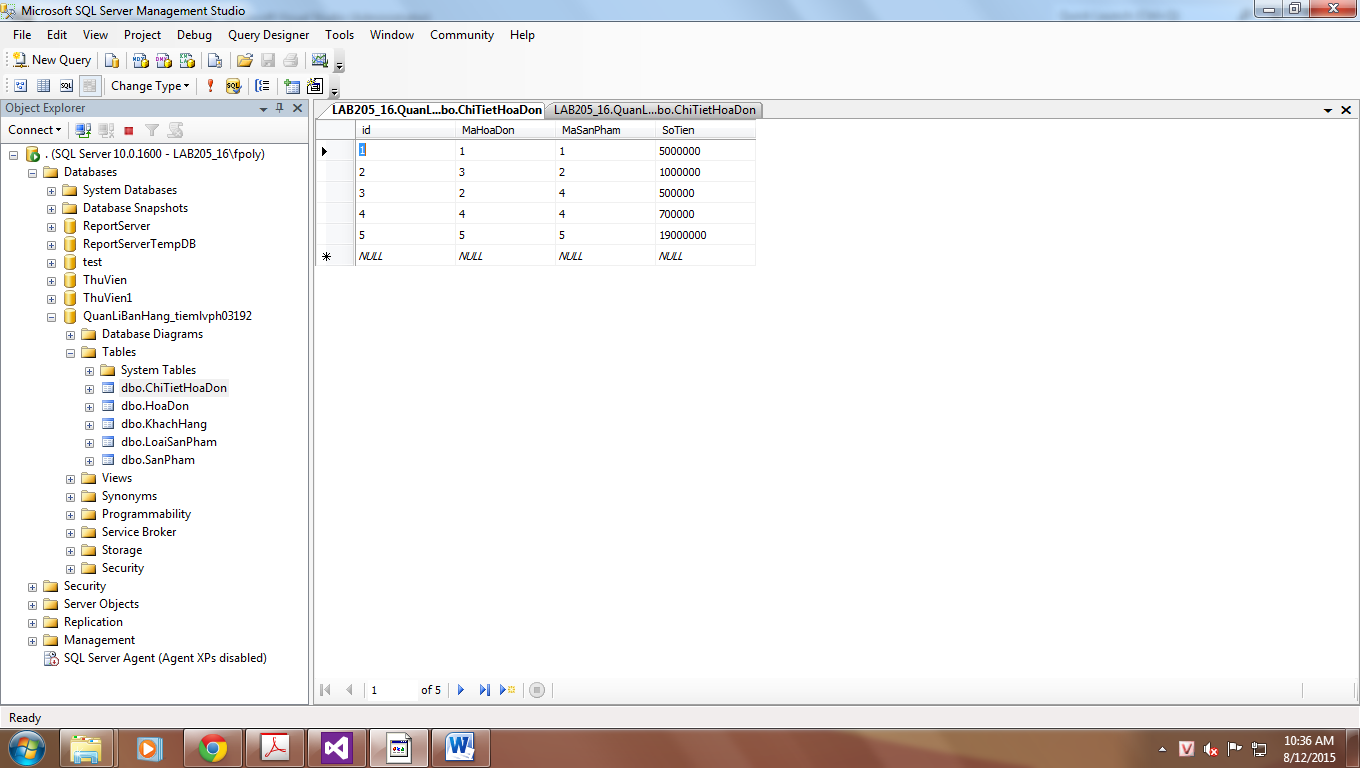 Microsoft SQL Server Management Studio
File Edit View Project Debug Query Designer Tools Window Community Help
New Query
Change Type
Object Explorer
Connect
. (SQL Server 10.0.1600 - LAB205_16\fpoly)
Databases
System Databases
Database Snapshots
ReportServer
ReportServerTempDB
test
ThuVien
ThuVien1
QuanLiBanHang_tiemlvph03192
Database Diagrams
Tables
System Tables
dbo.ChiTietHoaDon
dbo.HoaDon
dbo.KhachHang
dbo.LoaiSanPham
dbo.SanPham
Views
Synonyms
Programmability
Service Broker
Storage
Security
Security
Server Objects
Replication
Management
SQL Server Agent (Agent XPs disabled)
LAB205_16.QuanL...bo.ChiTietHoaDon LAB205_16.QuanL...bo.ChiTietHoaDon
id MaHoaDon MaSanPham SoTien
1 1 1 5000000
2 3 2 1000000
3 2 4 500000
4 4 4 700000
5 5 5 19000000
NULL NULL NULL NULL
1 of 5
Ready
10:36 AM
8/12/2015